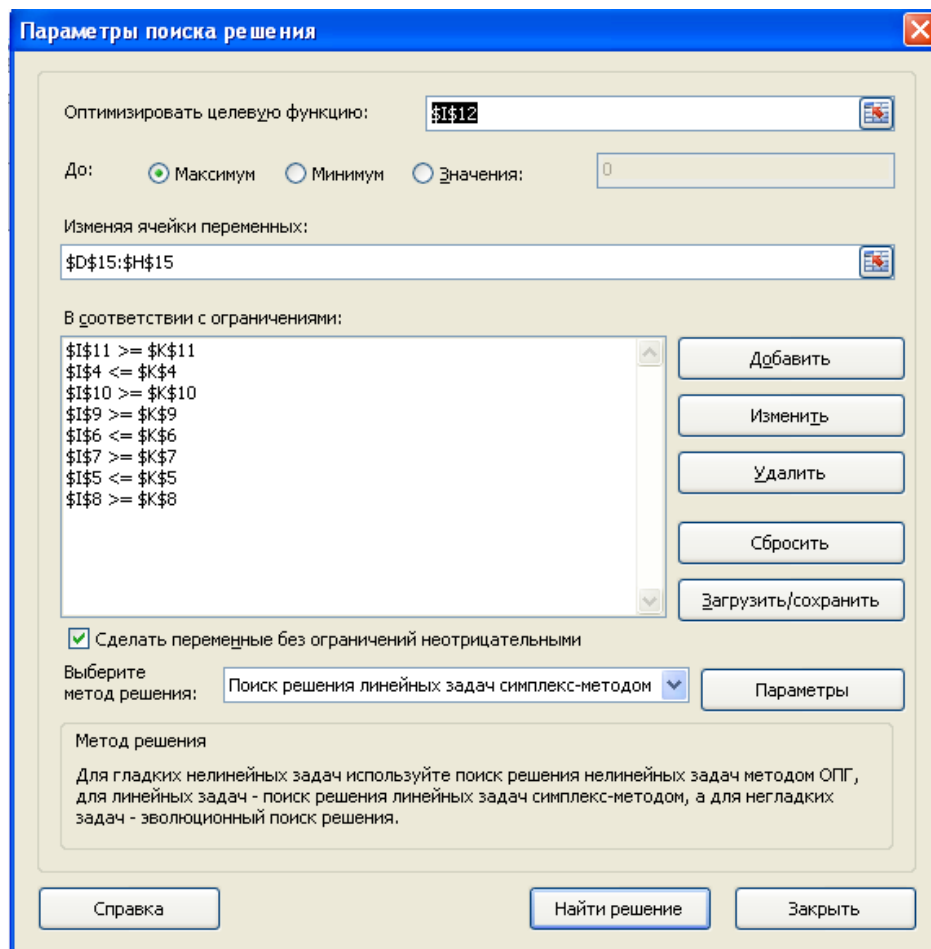 Параметры поиска решения
Оптимизировать целевую функцию: $I$12
До: Максимум Минимум Значения: 0
Изменяя ячейки переменных:
$D$15:$H$15
В соответствии с ограничениями:
$I$11 >= $K$11
$I$4 <= $K$4
$I$10 >= $K$10
$I$9 >= $K$9
$I$6 <= $K$6
$I$7 >= $K$7
$I$5 <= $K$5
$I$8 >= $K$8
Добавить
Изменить
Удалить
Сбросить
Загрузить/сохранить
Сделать переменные без ограничений неотрицательными
Выберите
метод решения:
Поиск решения линейных задач симплекс-методом
Параметры
Метод решения
Для гладких нелинейных задач используйте поиск решения нелинейных задач методом ОПГ,
для линейных задач - поиск решения линейных задач симплекс-методом, а для негладких
задач - эволюционный поиск решения.
Справка
Найти решение
Закрыть